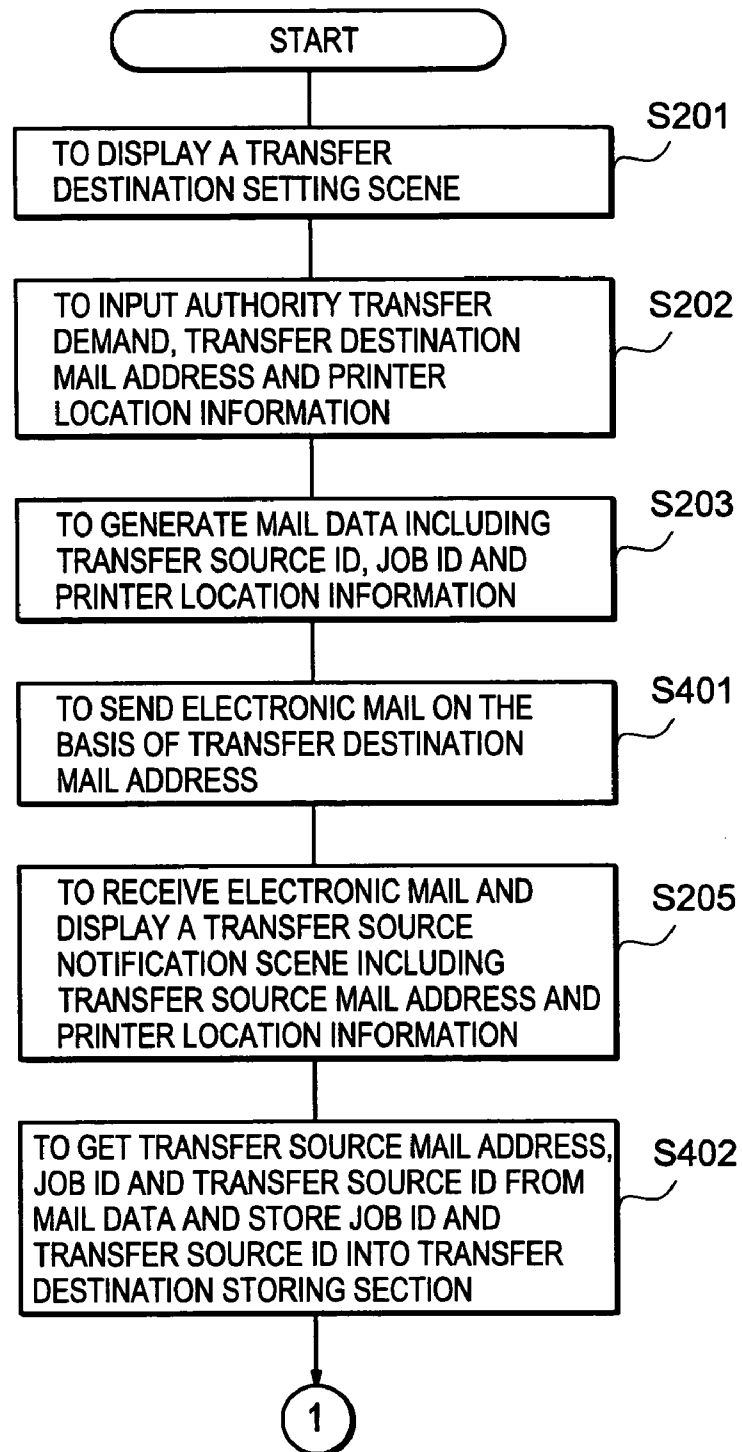 START
S201
TO DISPLAY A TRANSFER
DESTINATION SETTING SCENE
S202
TO INPUT AUTHORITY TRANSFER
DEMAND, TRANSFER DESTINATION
MAIL ADDRESS AND PRINTER
LOCATION INFORMATION
S203
TO GENERATE MAIL DATA INCLUDING
TRANSFER SOURCE ID, JOB ID AND
PRINTER LOCATION INFORMATION
S401
TO SEND ELECTRONIC MAIL ON THE
BASIS OF TRANSFER DESTINATION
MAIL ADDRESS
S205
TO RECEIVE ELECTRONIC MAIL AND
DISPLAY A TRANSFER SOURCE
NOTIFICATION SCENE INCLUDING
TRANSFER SOURCE MAIL ADDRESS AND
PRINTER LOCATION INFORMATION
S402
TO GET TRANSFER SOURCE MAIL ADDRESS,
JOB ID AND TRANSFER SOURCE ID FROM
MAIL DATA AND STORE JOB ID AND
TRANSFER SOURCE ID INTO TRANSFER
DESTINATION STORING SECTION
1